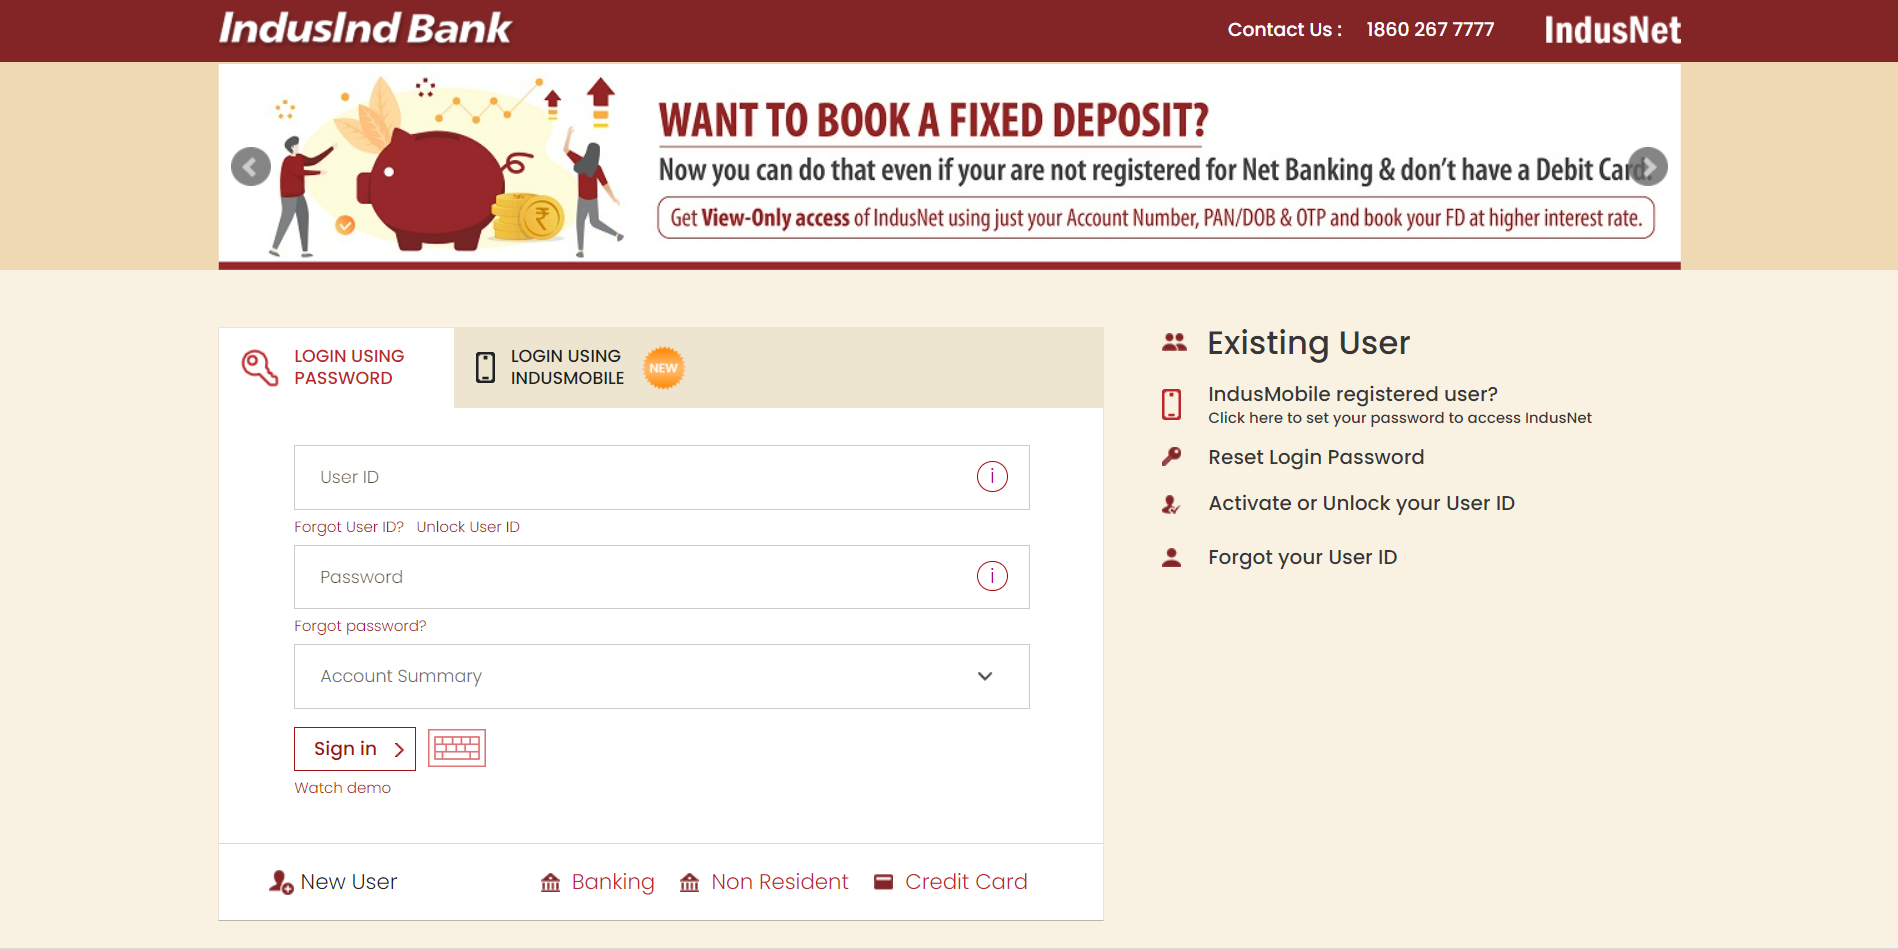 IndusInd Bank
Contact Us : 1860 267 7777
IndusNet
WANT TO BOOK A FIXED DEPOSIT?
Now you can do that even if your are not registered for Net Banking & don't have a Debit Card.
Get View-Only access of IndusNet using just your Account Number, PAN/DOB & OTP and book your FD at higher interest rate.
LOGIN USING
PASSWORD
LOGIN USING
INDUSMOBILE
NEW
User ID
i
Forgot User ID? Unlock User ID
Password
i
Forgot password?
Account Summary
Sign in
Watch demo
New User
Banking
Non Resident
Credit Card
Existing User
IndusMobile registered user?
Click here to set your password to access IndusNet
Reset Login Password
Activate or Unlock your User ID
Forgot your User ID